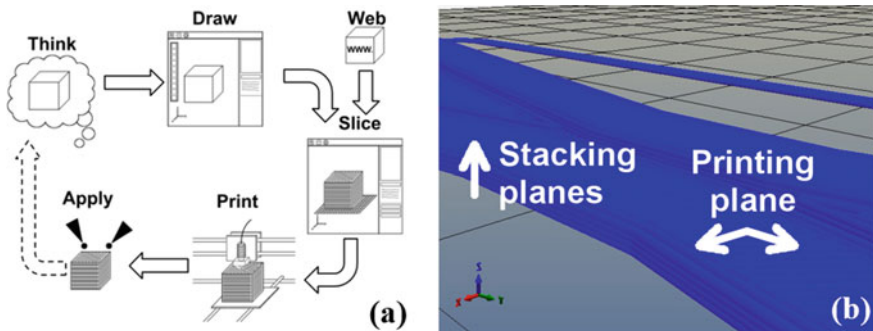 Think
Draw
Web
www.
Slice
Print
Apply
(a)
Stacking
planes
Printing
plane
Z
X
Y
(b)